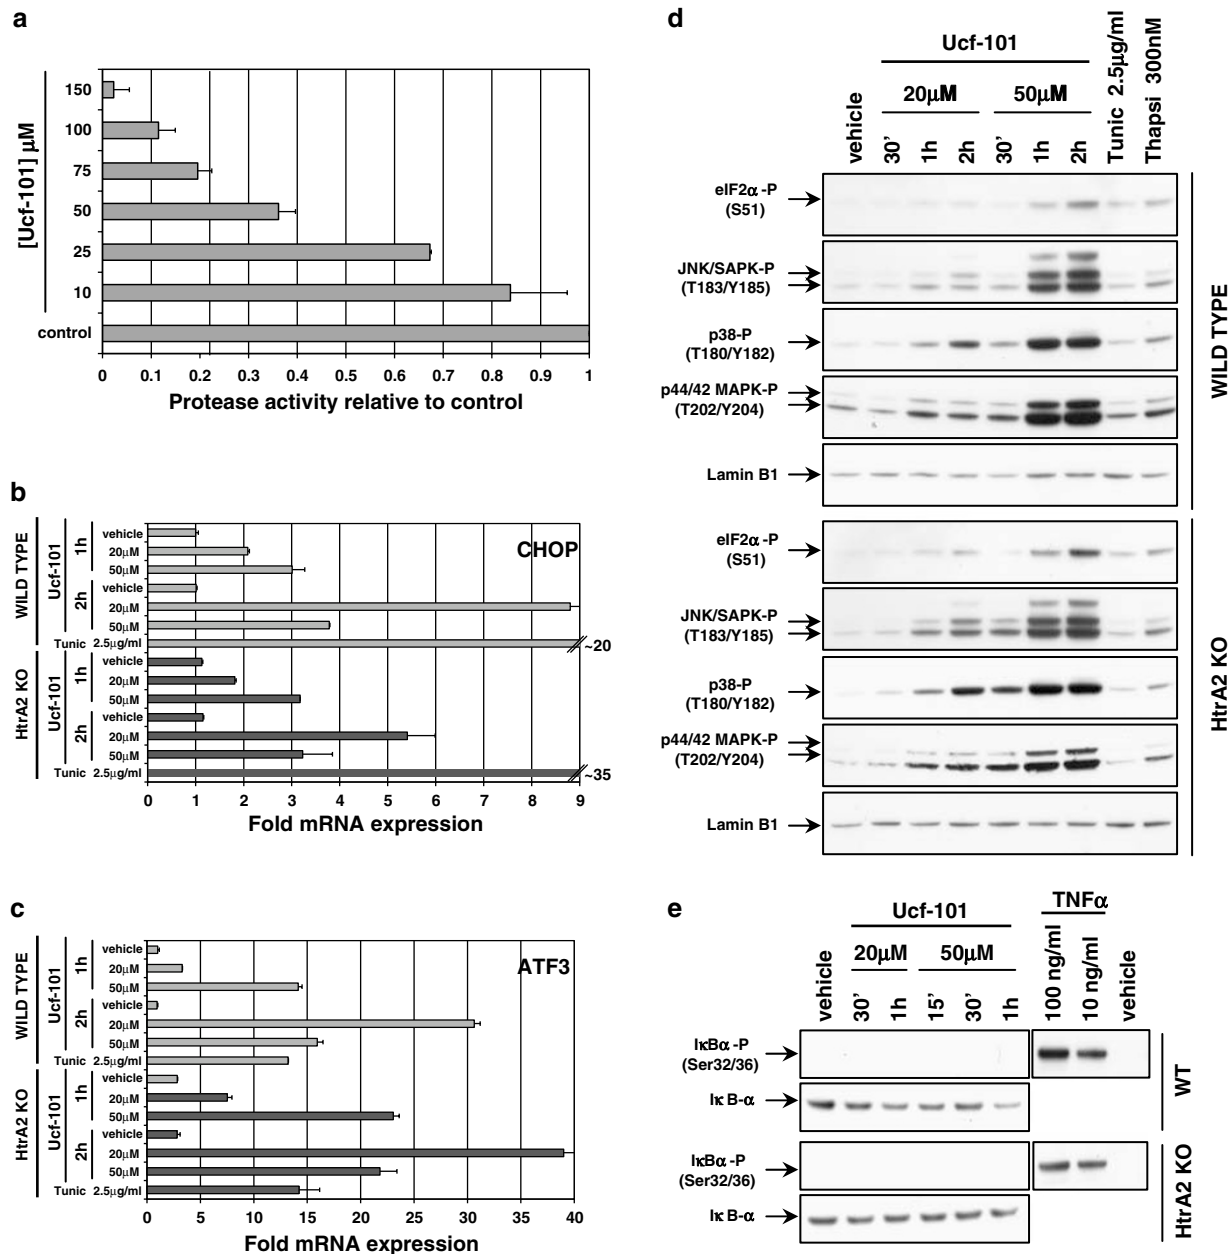 a
[Ucf-101] μM
150
100
75
50
25
10
control
0 0.1 0.2 0.3 0.4 0.5 0.6 0.7 0.8 0.9 1
Protease activity relative to control
b
CHOP
WILD TYPE
Ucf-101
1h
vehicle
20μM
50μM
2h
vehicle
20μM
50μM
Tunic 2.5μg/ml
~20
HtrA2 KO
Ucf-101
1h
vehicle
20μM
50μM
2h
vehicle
20μM
50μM
Tunic 2.5μg/ml
~35
0 1 2 3 4 5 6 7 8 9
Fold mRNA expression
c
ATF3
WILD TYPE
Ucf-101
1h
vehicle
20μM
50μM
2h
vehicle
20μM
50μM
Tunic 2.5μg/ml
HtrA2 KO
Ucf-101
1h
vehicle
20μM
50μM
2h
vehicle
20μM
50μM
Tunic 2.5μg/ml
0 5 10 15 20 25 30 35 40
Fold mRNA expression
d
Ucf-101
20μM 50μM
vehicle 30' 1h 2h 30' 1h 2h Tunic 2.5μg/ml Thapsi 300nM
eIF2α-P
(S51)
JNK/SAPK-P
(T183/Y185)
p38-P
(T180/Y182)
p44/42 MAPK-P
(T202/Y204)
Lamin B1
WILD TYPE
eIF2α-P
(S51)
JNK/SAPK-P
(T183/Y185)
p38-P
(T180/Y182)
p44/42 MAPK-P
(T202/Y204)
Lamin B1
HtrA2 KO
e
Ucf-101 TNFα
20μM 50μM
vehicle 30' 1h 15' 30' 1h 100 ng/ml 10 ng/ml vehicle
IκBα-P
(Ser32/36)
IκB-α
WT
IκBα-P
(Ser32/36)
IκB-α
HtrA2 KO